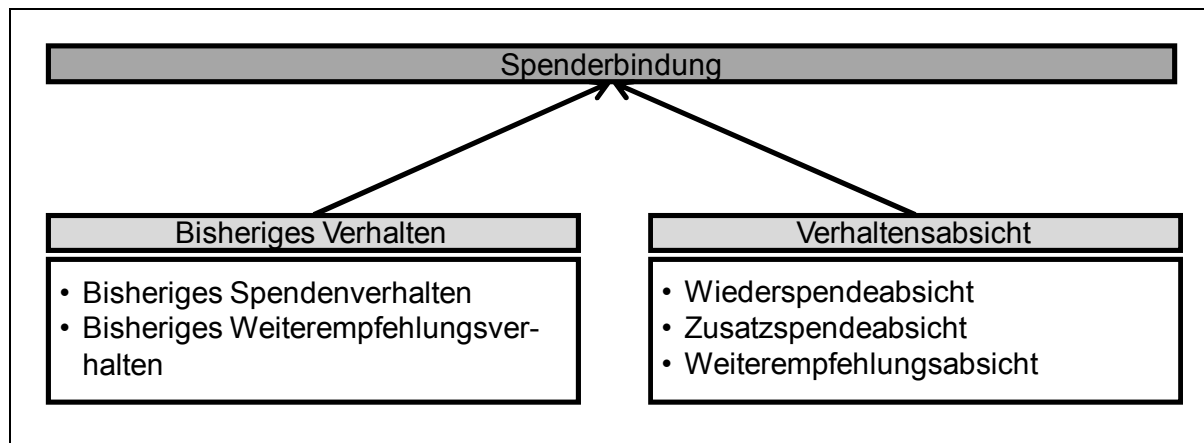 Spenderbindung
Bisheriges Verhalten
• Bisheriges Spendenverhalten
• Bisheriges Weiterempfehlungsver-
halten
Verhaltensabsicht
• Wiederspendeabsicht
• Zusatzspendeabsicht
• Weiterempfehlungsabsicht